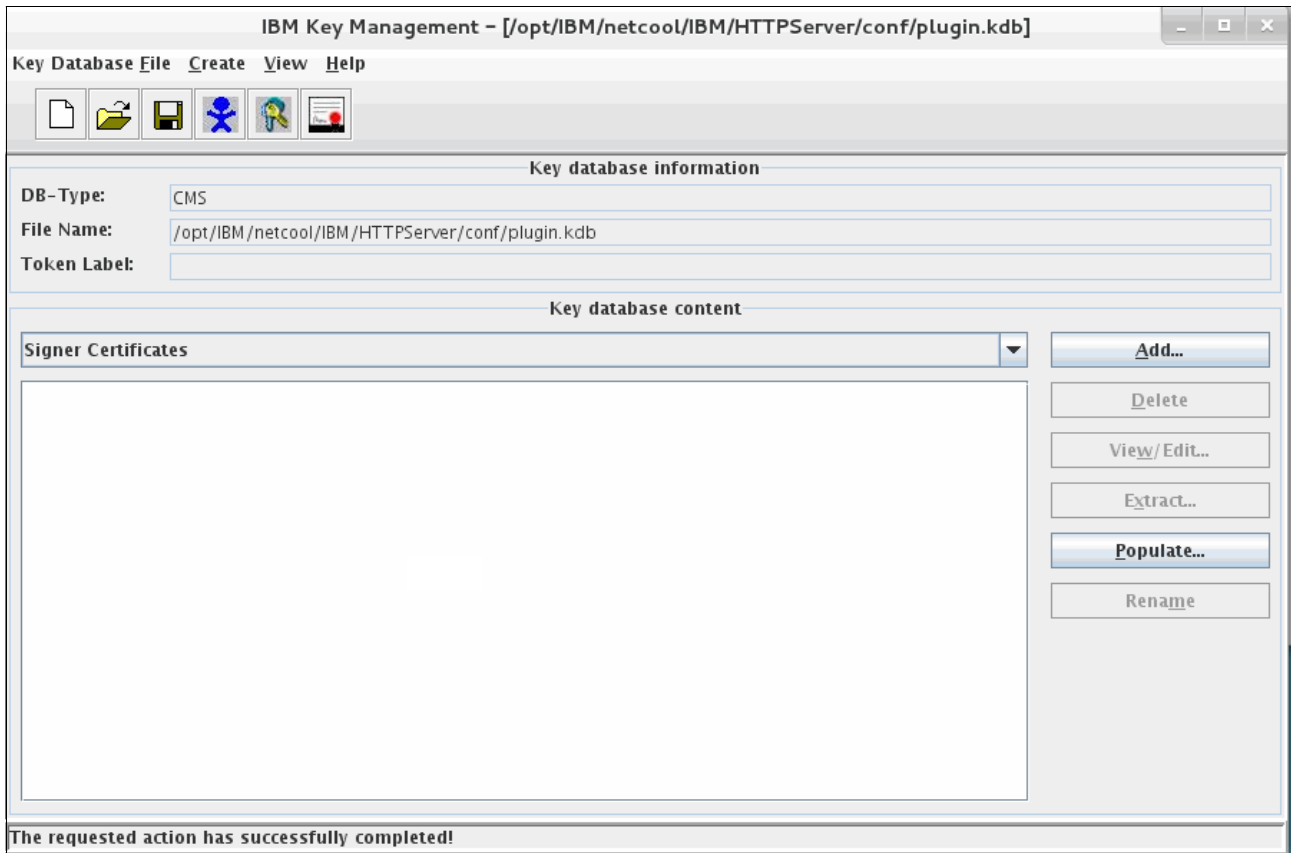 IBM Key Management – [/opt/IBM/netcool/IBM/HTTPServer/conf/plugin.kdb]
Key Database File Create View Help
Key database information
DB-Type: CMS
File Name: /opt/IBM/netcool/IBM/HTTPServer/conf/plugin.kdb
Token Label:
Key database content
Signer Certificates
Add...
Delete
View/Edit...
Extract...
Populate...
Rename
The requested action has successfully completed!